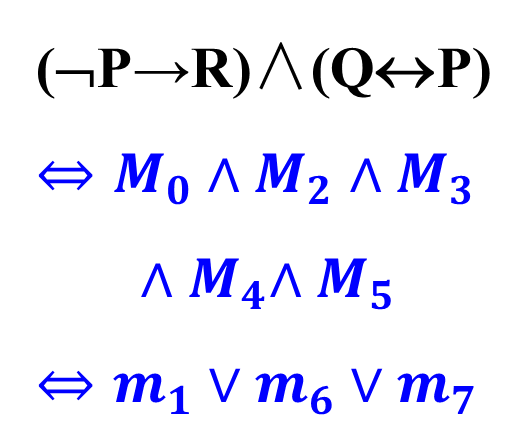 (¬P→R)∧(Q↔P)
⇔ M₀ ∧ M₂ ∧ M₃
∧ M₄∧ M₅
⇔ m₁ ∨ m₆ ∨ m₇